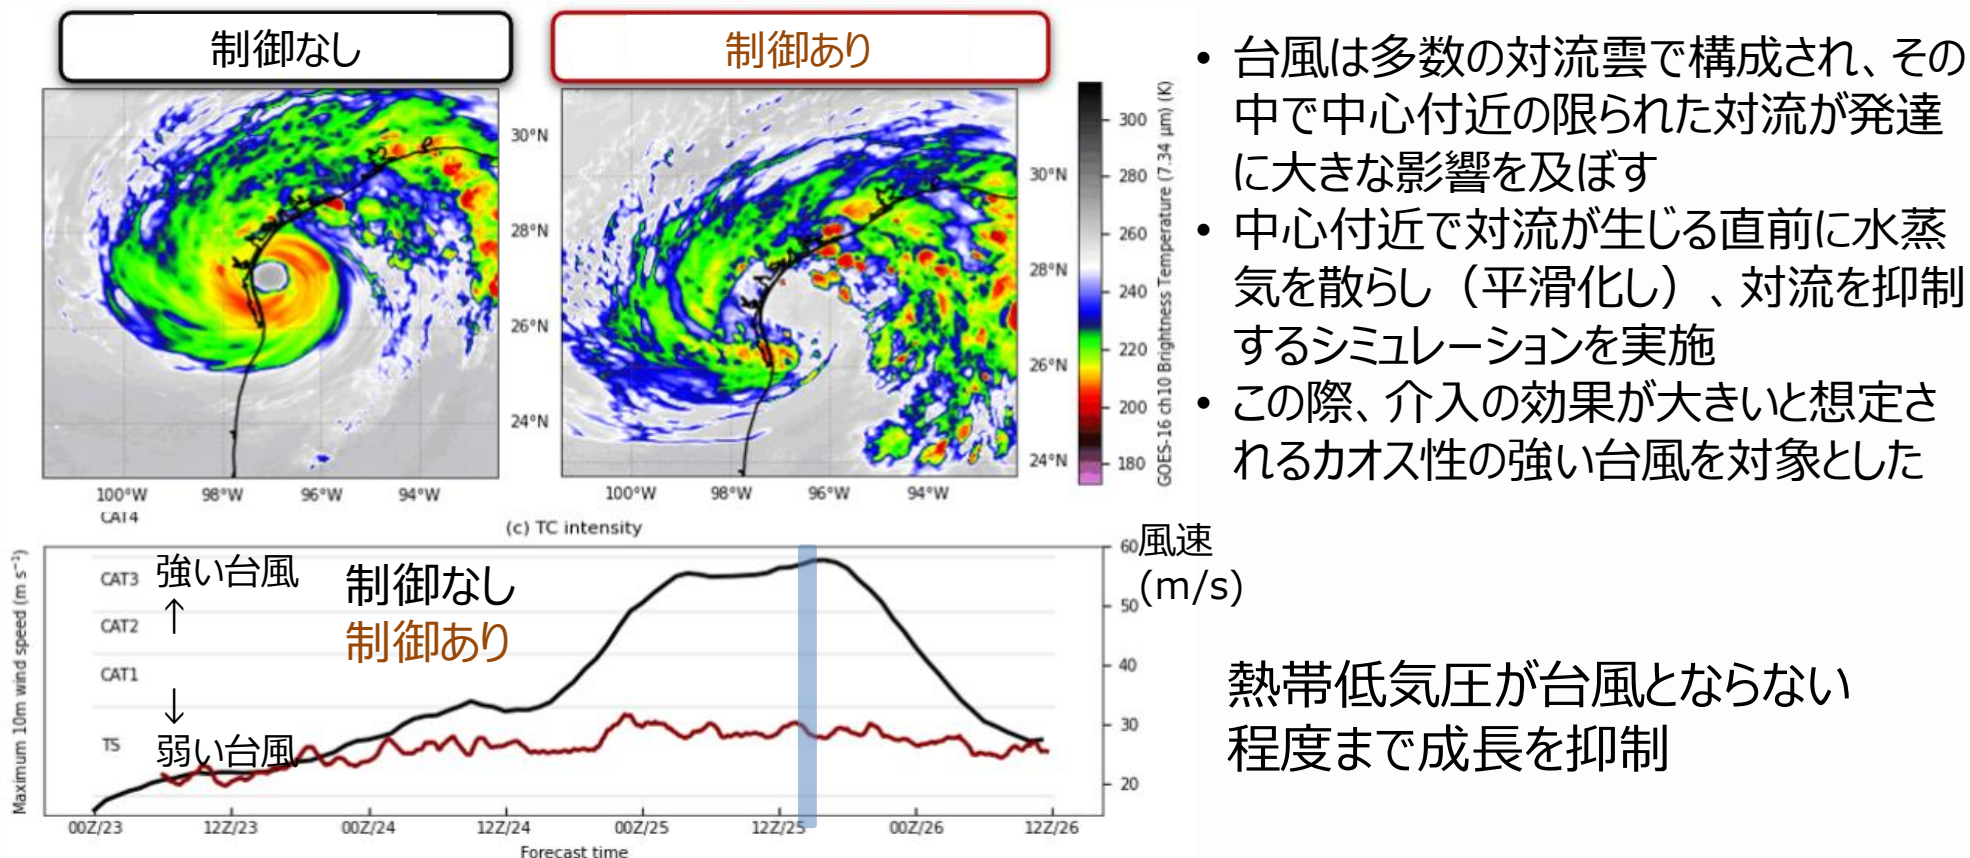 制御なし
制御あり
30°N
28°N
26°N
24°N
100°W
98°W
96°W
94°W
30°N
28°N
26°N
24°N
100°W
98°W
96°W
94°W
300
280
260
240
220
200
180
GOES-16 ch10 Brightness Temperature (7.34 μm) (K)
• 台風は多数の対流雲で構成され、その
中で中心付近の限られた対流が発達
に大きな影響を及ぼす
• 中心付近で対流が生じる直前に水蒸
気を散らし（平滑化し）、対流を抑制
するシミュレーションを実施
• この際、介入の効果が大きいと想定さ
れるカオス性の強い台風を対象とした
CAT4
(c) TC intensity
Maximum 10m wind speed (m s⁻¹)
CAT3
CAT2
CAT1
TS
強い台風
↑
↓
弱い台風
制御なし
制御あり
60
50
40
30
20
風速
(m/s)
00Z/23
12Z/23
00Z/24
12Z/24
00Z/25
12Z/25
00Z/26
12Z/26
Forecast time
熱帯低気圧が台風とならない
程度まで成長を抑制